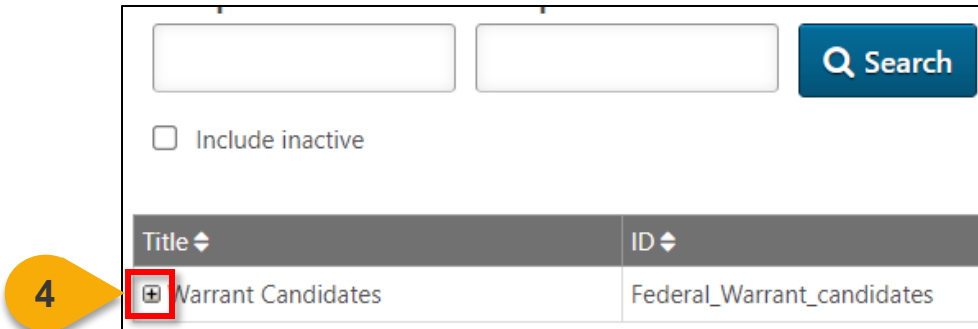 Search
Include inactive
Title ID
4 Warrant Candidates Federal_Warrant_candidates